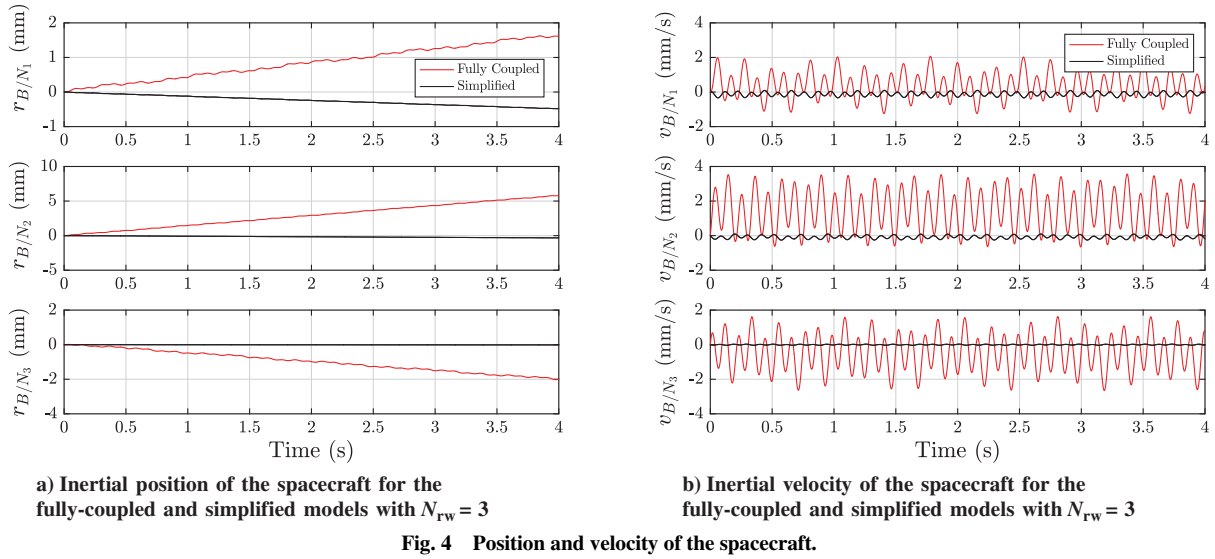 2
1
0
-1
r_{B/N_1} (mm)
Fully Coupled
Simplified
0 0.5 1 1.5 2 2.5 3 3.5 4
10
5
0
-5
r_{B/N_2} (mm)
0 0.5 1 1.5 2 2.5 3 3.5 4
2
0
-2
-4
r_{B/N_3} (mm)
0 0.5 1 1.5 2 2.5 3 3.5 4
Time (s)
a) Inertial position of the spacecraft for the
fully-coupled and simplified models with N_{rw} = 3
4
2
0
-2
v_{B/N_1} (mm/s)
Fully Coupled
Simplified
0 0.5 1 1.5 2 2.5 3 3.5 4
4
2
0
-2
v_{B/N_2} (mm/s)
0 0.5 1 1.5 2 2.5 3 3.5 4
2
0
-2
-4
v_{B/N_3} (mm/s)
0 0.5 1 1.5 2 2.5 3 3.5 4
Time (s)
b) Inertial velocity of the spacecraft for the
fully-coupled and simplified models with N_{rw} = 3
Fig. 4 Position and velocity of the spacecraft.